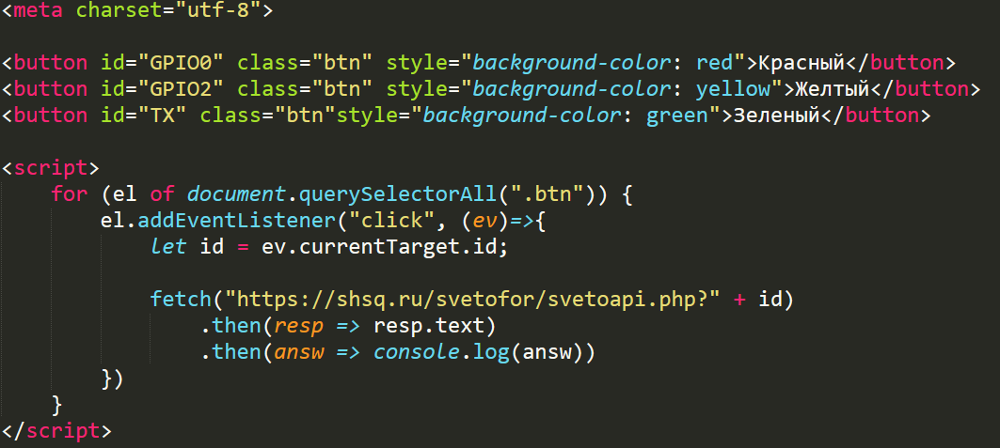 <meta charset="utf-8">
<button id="GPIO0" class="btn" style="background-color: red">Красный</button>
<button id="GPIO2" class="btn" style="background-color: yellow">Желтый</button>
<button id="TX" class="btn"style="background-color: green">Зеленый</button>
<script>
for (el of document.querySelectorAll(".btn")) {
el.addEventListener("click", (ev)=>{
let id = ev.currentTarget.id;
fetch("https://shsq.ru/svetofor/svetoapi.php?" + id)
.then(resp => resp.text)
.then(answ => console.log(answ))
})
}
</script>